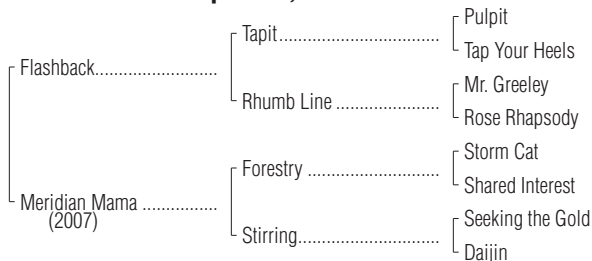 Pulpit
Tapit
Tap Your Heels
Flashback
Mr. Greeley
Rhumb Line
Rose Rhapsody
Storm Cat
Forestry
Shared Interest
Meridian Mama
(2007)
Seeking the Gold
Stirring
Daijin